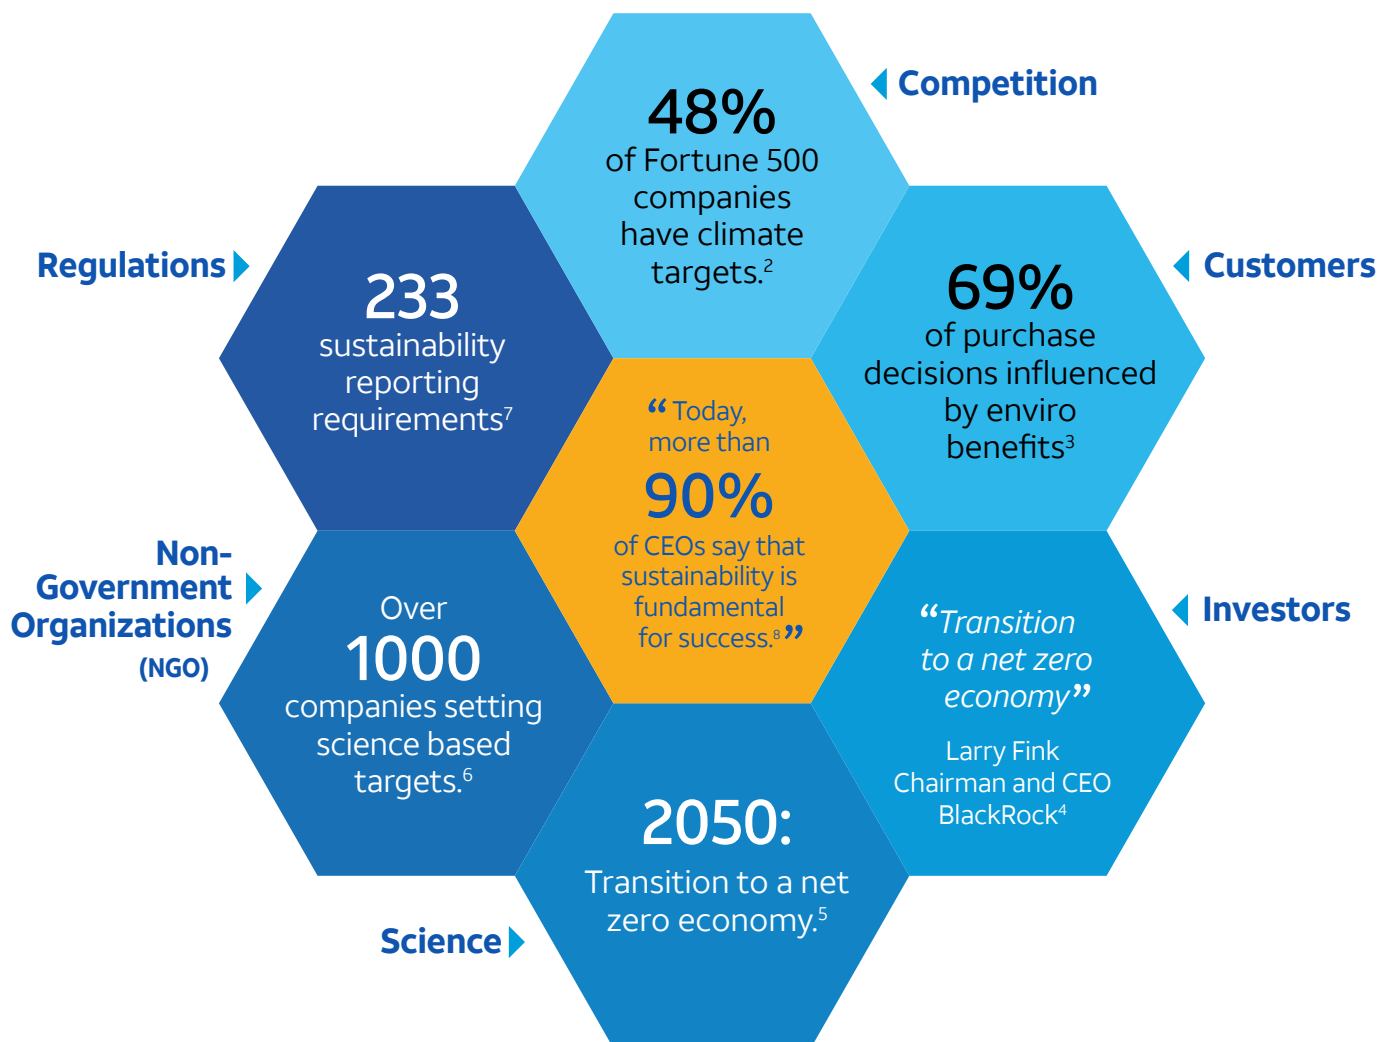 Competition
48%
of Fortune 500
companies
have climate
targets.2
Customers
69%
of purchase
decisions influenced
by enviro
benefits3
Regulations
233
sustainability
reporting
requirements7
“Today,
more than
90%
of CEOs say that
sustainability is
fundamental
for success.8”
Non-
Government
Organizations
(NGO)
Over
1000
companies setting
science based
targets.6
Investors
“Transition
to a net zero
economy”
Larry Fink
Chairman and CEO
BlackRock4
2050:
Transition to a net
zero economy.5
Science